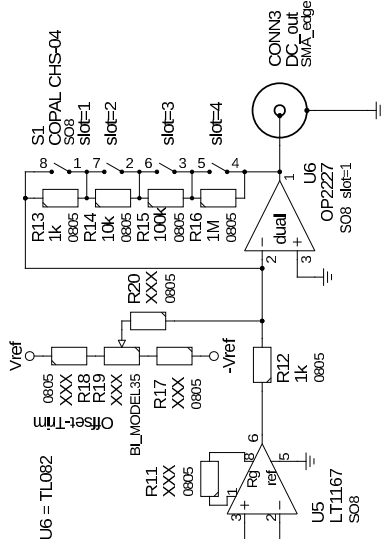 CONN3
DC_out
SMA_edge
S1
COPAL CHS-04
SO8
slot=1
slot=2
slot=3
slot=4
8
1
7
2
6
3
5
4
R13
1k
0805
R14
10k
0805
R15
100k
0805
R16
1M
0805
1
U6
OP2227
SO8 slot=1
dual
2
3
R20
XXX
0805
Vref
-Vref
0805
XXX
R18
R19
XXX
R17
XXX
0805
Offset-Trim
BI_MODEL35
R12
1k
0805
U6 = TL082
R11
XXX
0805
6
8
Rg
1
ref
5
3
2
U5
LT1167
SO8